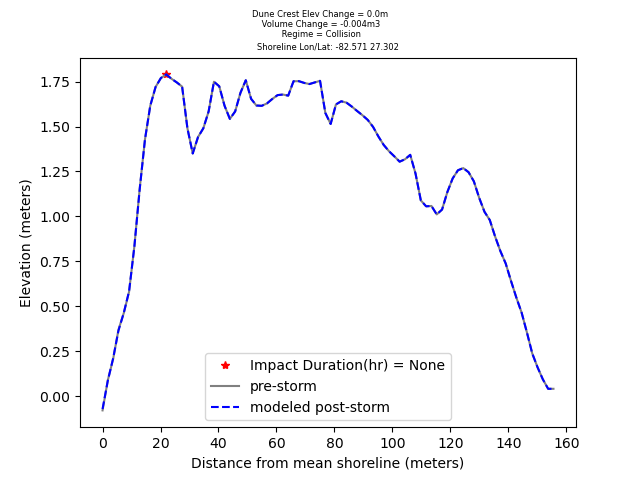 Dune Crest Elev Change = 0.0m
Volume Change = -0.004m3
Regime = Collision
Shoreline Lon/Lat: -82.571 27.302
1.75
1.50
1.25
1.00
0.75
0.50
0.25
0.00
Elevation (meters)
Impact Duration(hr) = None
pre-storm
modeled post-storm
0 20 40 60 80 100 120 140 160
Distance from mean shoreline (meters)